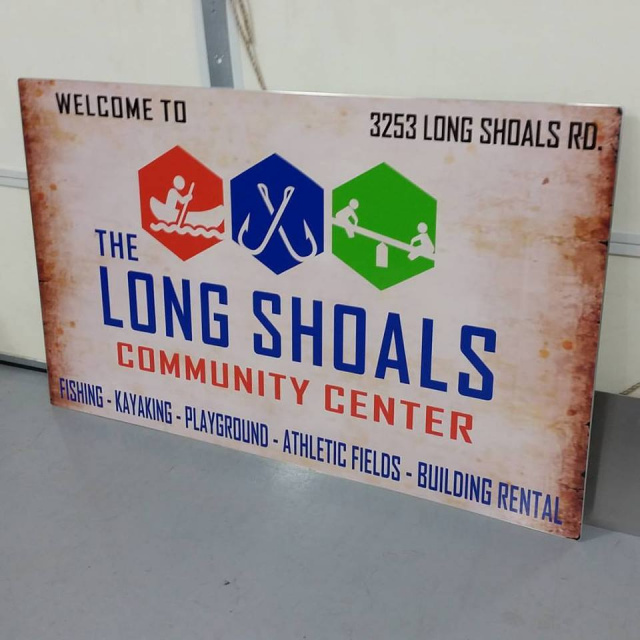 WELCOME TO
3253 LONG SHOALS RD.
THE
LONG SHOALS
COMMUNITY CENTER
FISHING - KAYAKING - PLAYGROUND - ATHLETIC FIELDS - BUILDING RENTAL